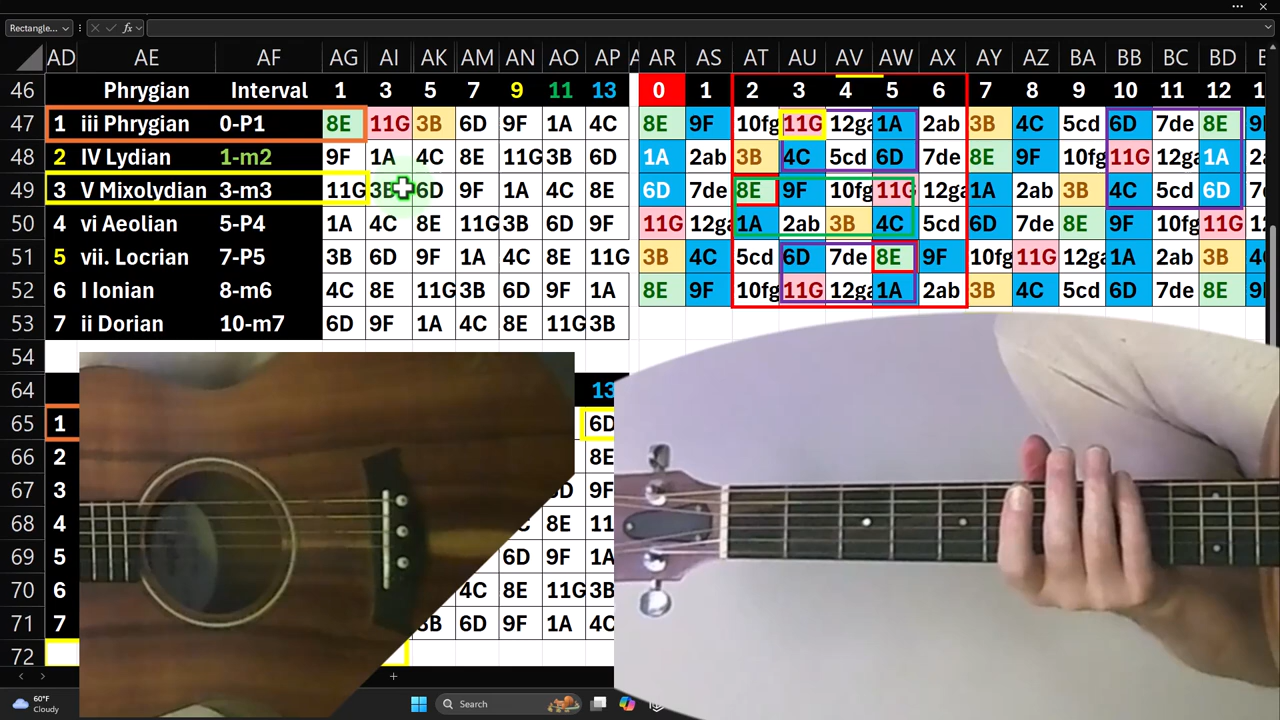 Rectangle... fx
AD AE AF AG AI AK AM AN AO AP AR AS AT AU AV AW AX AY AZ BA BB BC BD
46 Phrygian Interval 1 3 5 7 9 11 13 0 1 2 3 4 5 6 7 8 9 10 11 12
47 1 iii Phrygian 0-P1 8E 11G 3B 6D 9F 1A 4C 8E 9F 10fg 11G 12ga 1A 2ab 3B 4C 5cd 6D 7de 8E
48 2 IV Lydian 1-m2 9F 1A 4C 8E 11G 3B 6D 1A 2ab 3B 4C 5cd 6D 7de 8E 9F 10fg 11G 12ga 1A
49 3 V Mixolydian 3-m3 11G 3B 6D 9F 1A 4C 8E 6D 7de 8E 9F 10fg 11G 12ga 1A 2ab 3B 4C 5cd 6D
50 4 vi Aeolian 5-P4 1A 4C 8E 11G 3B 6D 9F 11G 12ga 1A 2ab 3B 4C 5cd 6D 7de 8E 9F 10fg 11G
51 5 vii. Locrian 7-P5 3B 6D 9F 1A 4C 8E 11G 3B 4C 5cd 6D 7de 8E 9F 10fg 11G 12ga 1A 2ab 3B
52 6 I Ionian 8-m6 4C 8E 11G 3B 6D 9F 1A 8E 9F 10fg 11G 12ga 1A 2ab 3B 4C 5cd 6D 7de 8E
53 7 ii Dorian 10-m7 6D 9F 1A 4C 8E 11G 3B
54
64 13
65 1 6D
66 2 8E
67 3 9F
68 4 8E 11
69 5 6D 9F 1A
70 6 4C 8E 11G 3B
71 7 6D 9F 1A 4C
72
60°F
Cloudy
Search